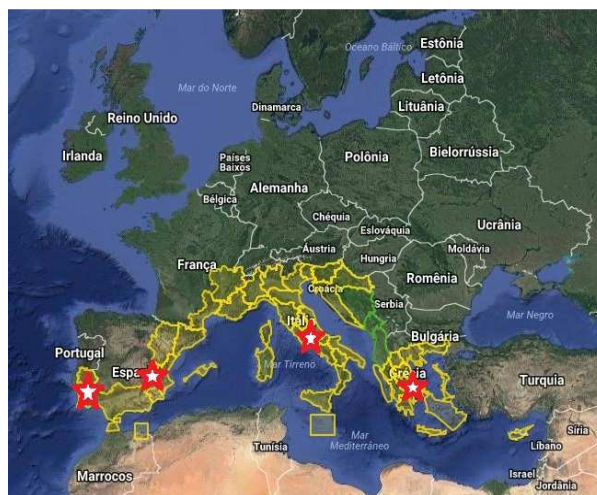 Estônia
Oceano Báltico
Letônia
Mar do Norte
Dinamarca
Lituânia
Reino Unido
Irlanda
Países
Baixos
Polônia
Bielorrússia
Alemanha
Bélgica
Chéquia
Ucrânia
Eslováquia
Áustria
Moldávia
França
Hungria
Romênia
Croácia
Sérbia
Itália
Mar Negro
Bulgária
Portugal
Mar Tirreno
Grécia
Turquia
Síria
Tunísia
Mar
Mediterrâneo
Líbano
Marrocos
Israel
Jordânia